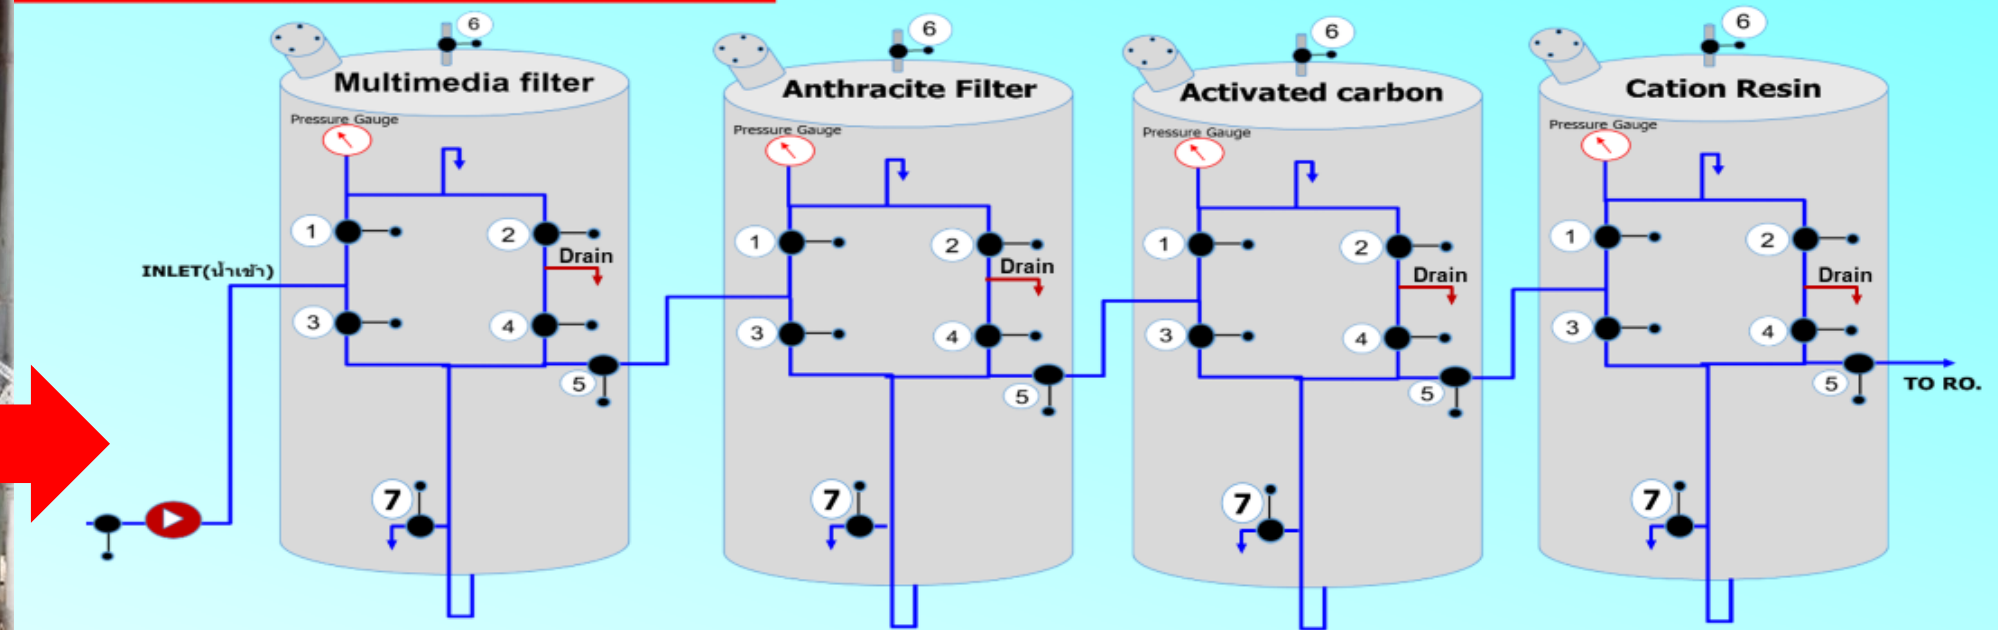 6
Multimedia filter
Pressure Gauge
1
2
Drain
INLET(น้ำเข้า)
3
4
5
7
6
Anthracite Filter
Pressure Gauge
1
2
Drain
3
4
5
7
6
Activated carbon
Pressure Gauge
1
2
Drain
3
4
5
7
6
Cation Resin
Pressure Gauge
1
2
Drain
3
4
5
TO RO.
7